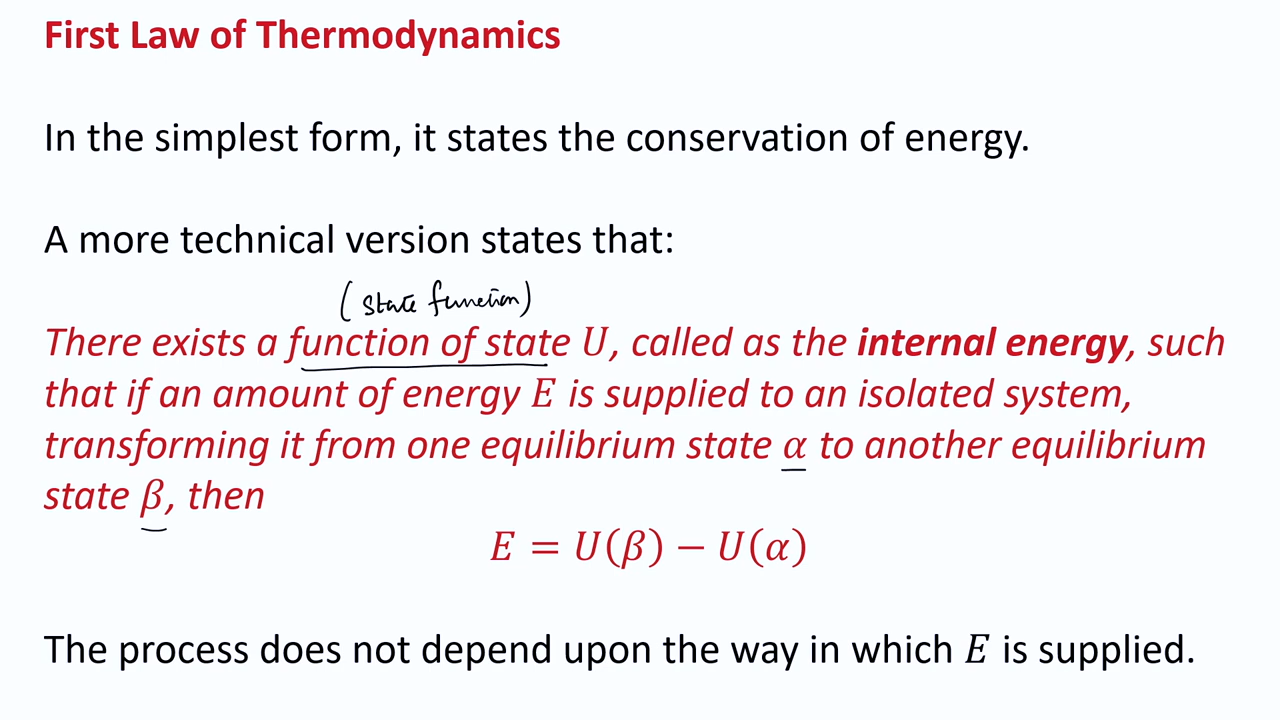 First Law of Thermodynamics
In the simplest form, it states the conservation of energy.
A more technical version states that:
(state function)
There exists a function of state U, called as the internal energy, such
that if an amount of energy E is supplied to an isolated system,
transforming it from one equilibrium state α to another equilibrium
state β, then
E = U(β) − U(α)
The process does not depend upon the way in which E is supplied.